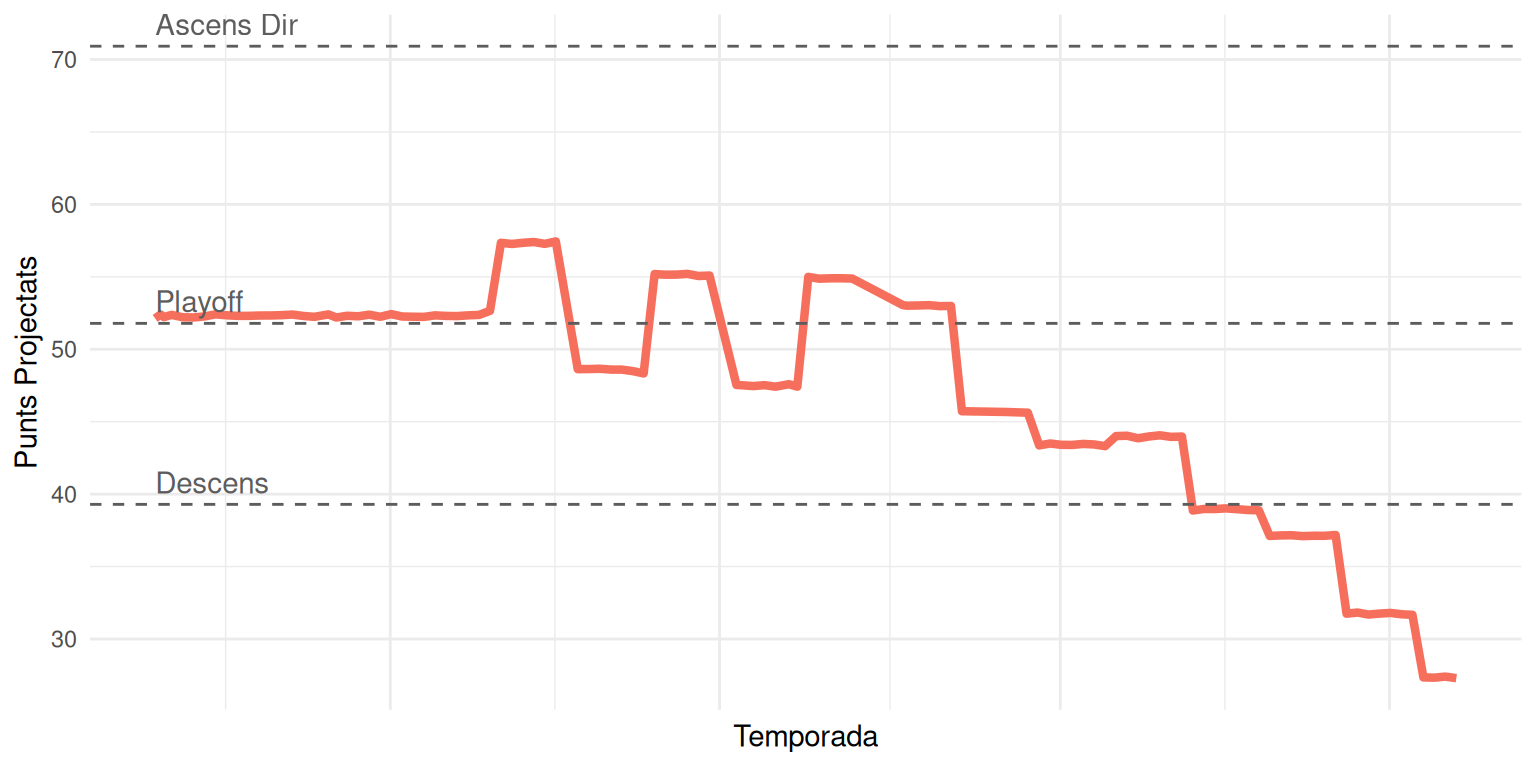 Ascens Dir
70
60
Playoff
50
Descens
40
30
Punts Projectats
Temporada